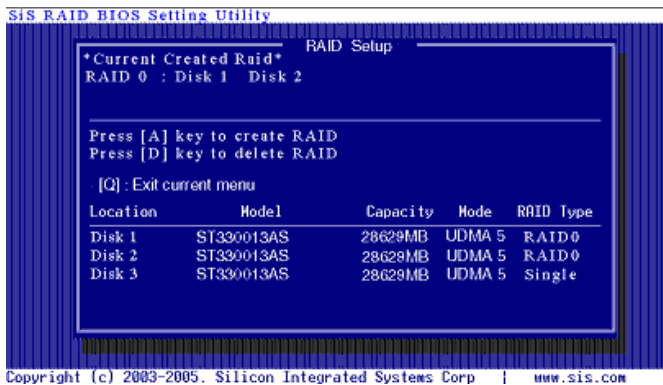 SiS RAID BIOS Setting Utility
RAID Setup
*Current Created Raid*
RAID 0 : Disk 1 Disk 2
Press [A] key to create RAID
Press [D] key to delete RAID
[Q] : Exit current menu
Location Model Capacity Mode RAID Type
Disk 1 ST330013AS 28629MB UDMA 5 RAID0
Disk 2 ST330013AS 28629MB UDMA 5 RAID0
Disk 3 ST330013AS 28629MB UDMA 5 Single
Copyright (c) 2003-2005. Silicon Integrated Systems Corp | www.sis.com